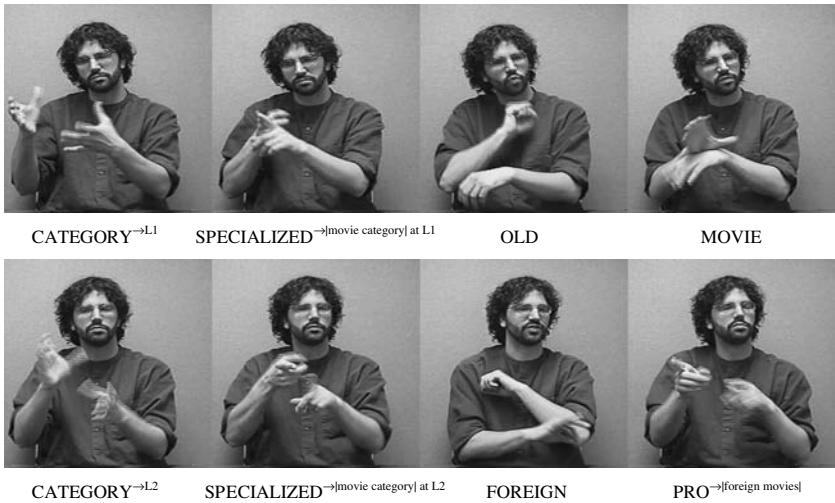 CATEGORY→L1 SPECIALIZED→|movie category| at L1 OLD MOVIE
CATEGORY→L2 SPECIALIZED→|movie category| at L2 FOREIGN PRO→|foreign movies|